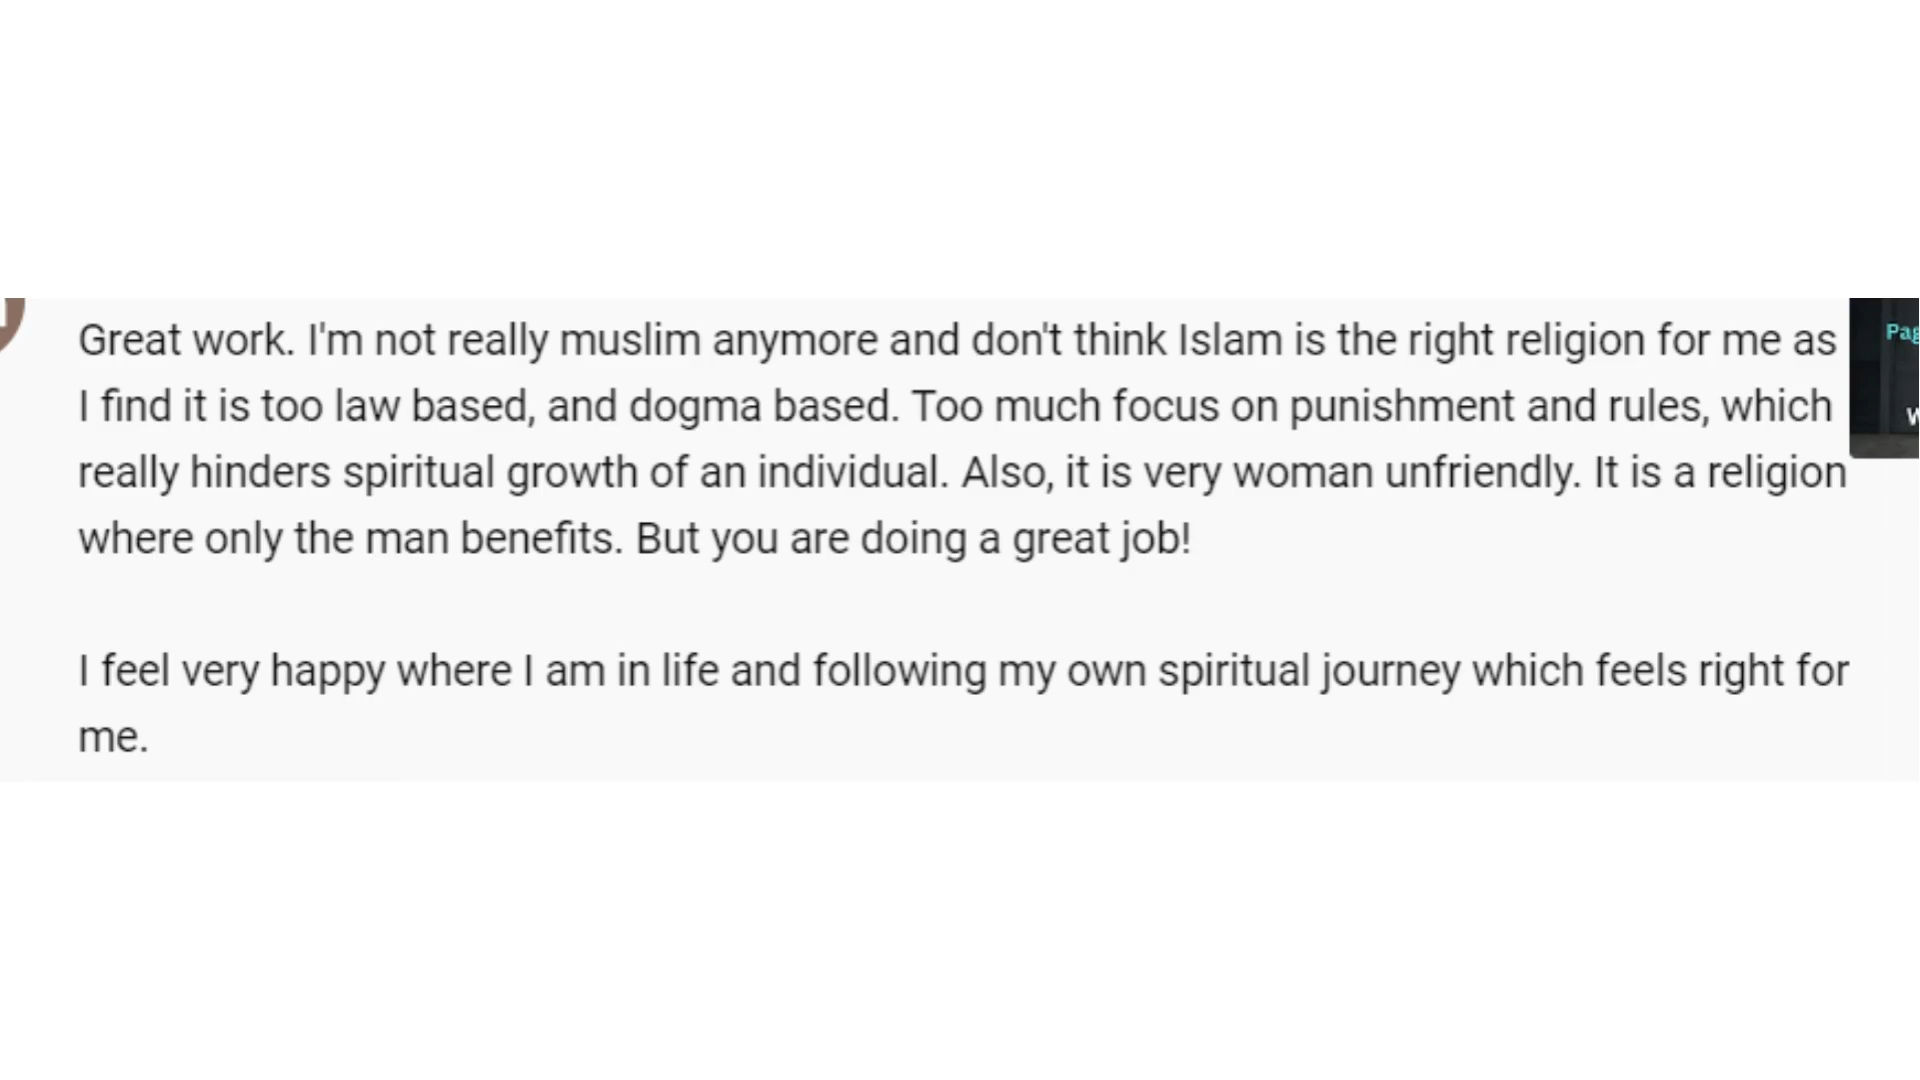 Great work. I'm not really muslim anymore and don't think Islam is the right religion for me as
I find it is too law based, and dogma based. Too much focus on punishment and rules, which
really hinders spiritual growth of an individual. Also, it is very woman unfriendly. It is a religion
where only the man benefits. But you are doing a great job!
I feel very happy where I am in life and following my own spiritual journey which feels right for
me.
Pag
W